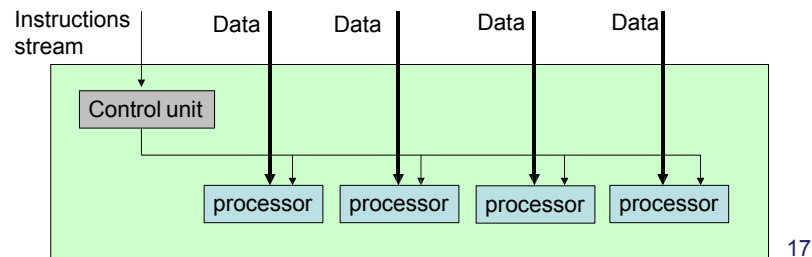 Instructions
stream
Data
Data
Data
Data
Control unit
processor
processor
processor
processor
17